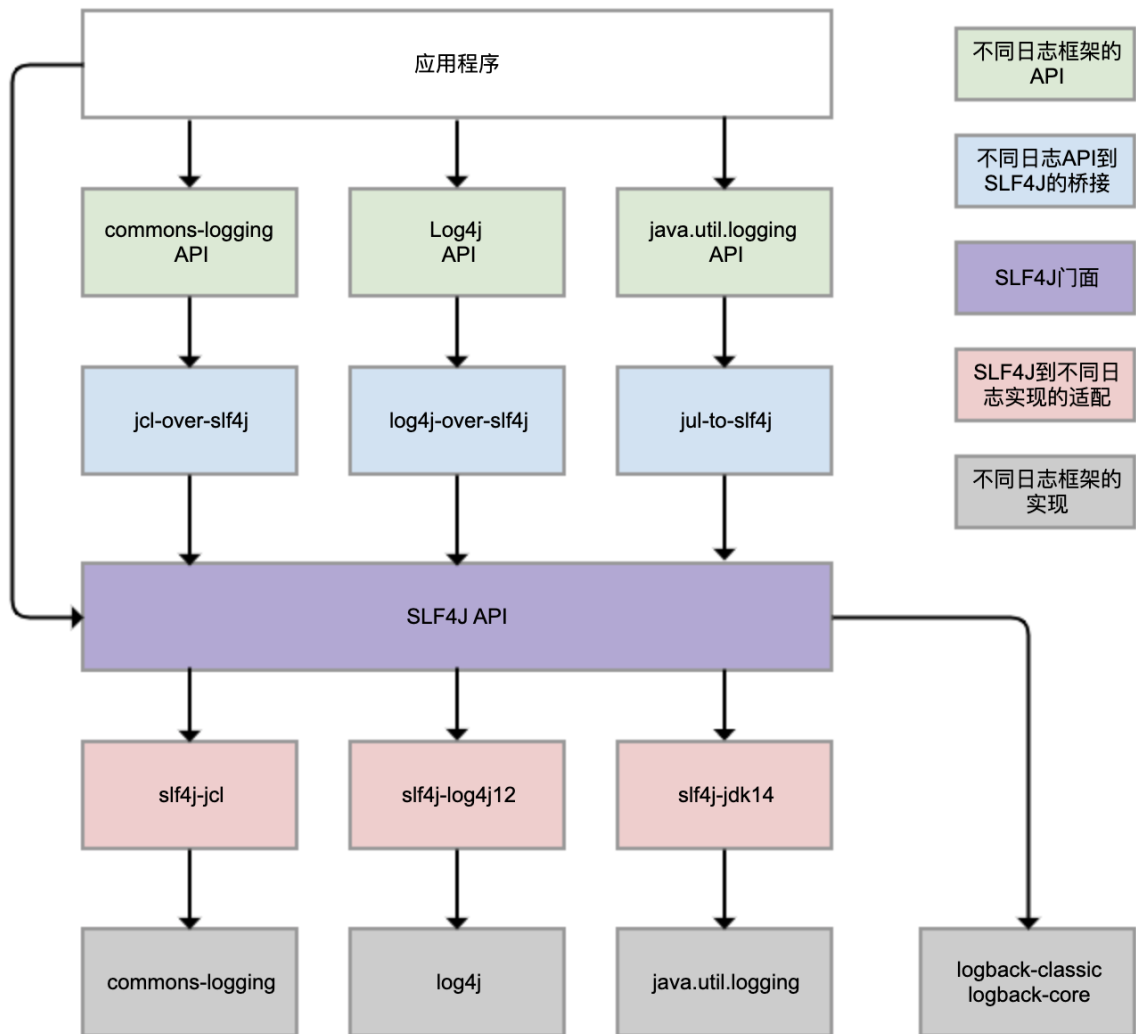 应用程序
不同日志框架的
API
不同日志API到
SLF4J的桥接
SLF4J门面
SLF4J到不同日
志实现的适配
不同日志框架的
实现
commons-logging
API
Log4j
API
java.util.logging
API
jcl-over-slf4j
log4j-over-slf4j
jul-to-slf4j
SLF4J API
slf4j-jcl
slf4j-log4j12
slf4j-jdk14
commons-logging
log4j
java.util.logging
logback-classic
logback-core